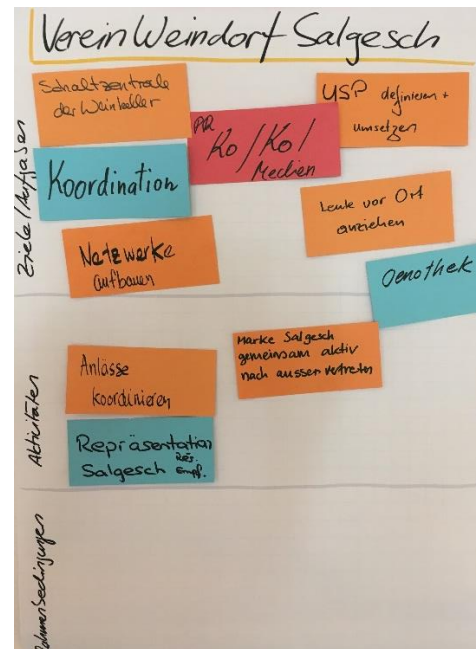 Verein Weindorf Salgesch
Ziele/Aufgaben
Schaltzentrale
der Weinkeller
PR
Ko/Ko/
Medien
USP definieren +
umsetzen
Koordination
Leute vor Ort
anziehen
Netzwerke
aufbauen
Oenothek
Aktivitäten
Anlässe
koordinieren
Marke Salgesch
gemeinsam aktiv
nach aussen vertreten
Repräsentation
Salgesch
Empf.
Rahmenbedingungen